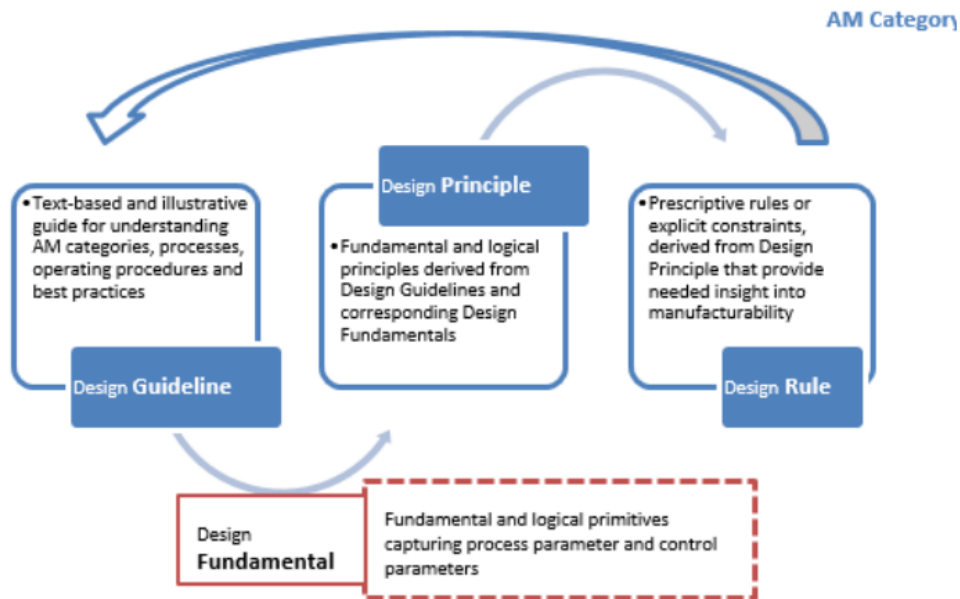 AM Category
•Text-based and illustrative
guide for understanding
AM categories, processes,
operating procedures and
best practices
Design Guideline
Design Principle
•Fundamental and logical
principles derived from
Design Guidelines and
corresponding Design
Fundamentals
•Prescriptive rules or
explicit constraints,
derived from Design
Principle that provide
needed insight into
manufacturability
Design Rule
Design
Fundamental
Fundamental and logical primitives
capturing process parameter and control
parameters